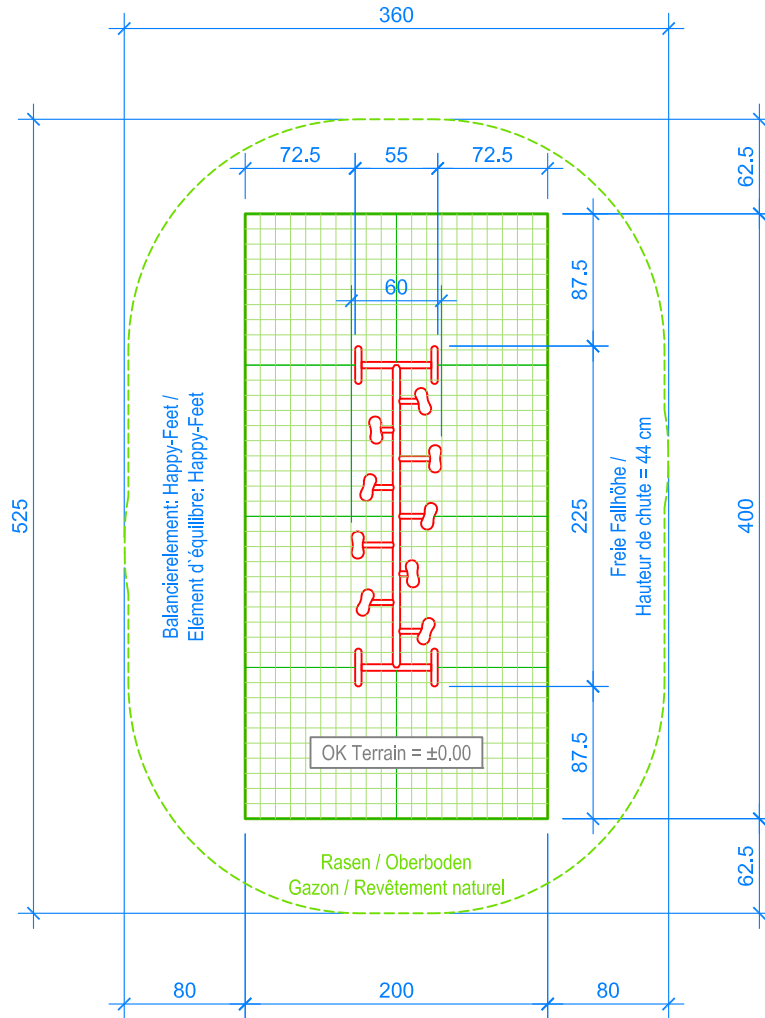 360
72.5
55
72.5
62.5
87.5
60
Balancierelement: Happy-Feet /
Elément d`équilibre: Happy-Feet
525
225
Freie Fallhöhe /
Hauteur de chute = 44 cm
400
OK Terrain = ±0,00
87.5
Rasen / Oberboden
Gazon / Revêtement naturel
62.5
80
200
80